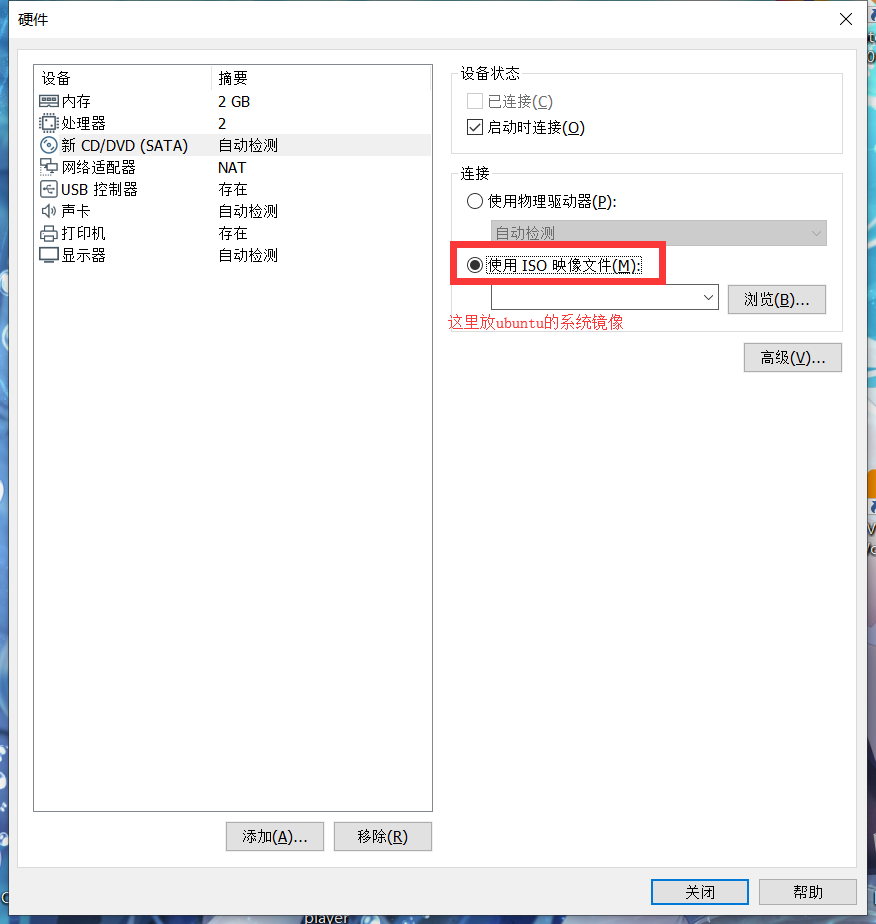 硬件
设备 摘要
内存 2 GB
处理器 2
新 CD/DVD (SATA) 自动检测
网络适配器 NAT
USB 控制器 存在
声卡 自动检测
打印机 存在
显示器 自动检测
添加(A)... 移除(R)
设备状态
已连接(C)
启动时连接(O)
连接
使用物理驱动器(P):
自动检测
使用 ISO 映像文件(M):
浏览(B)...
这里放ubuntu的系统镜像
高级(V)...
关闭 帮助
player